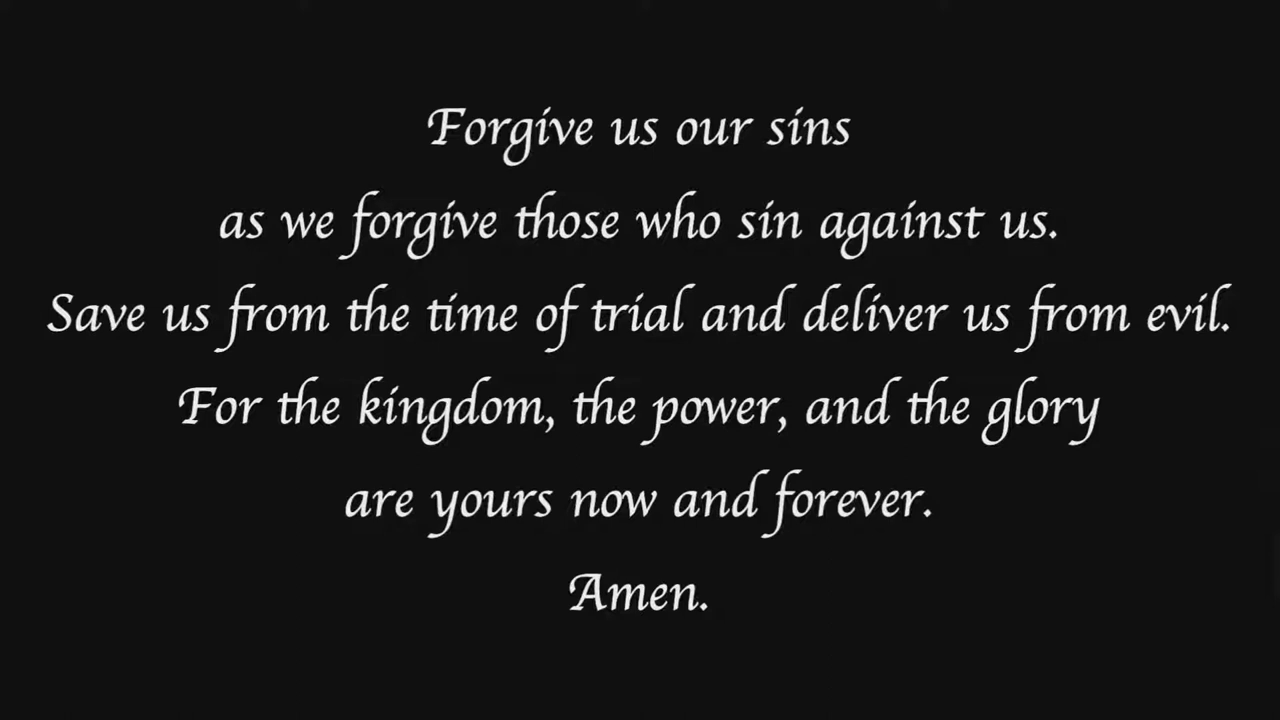 Forgive us our sins
as we forgive those who sin against us.
Save us from the time of trial and deliver us from evil.
For the kingdom, the power, and the glory
are yours now and forever.
Amen.